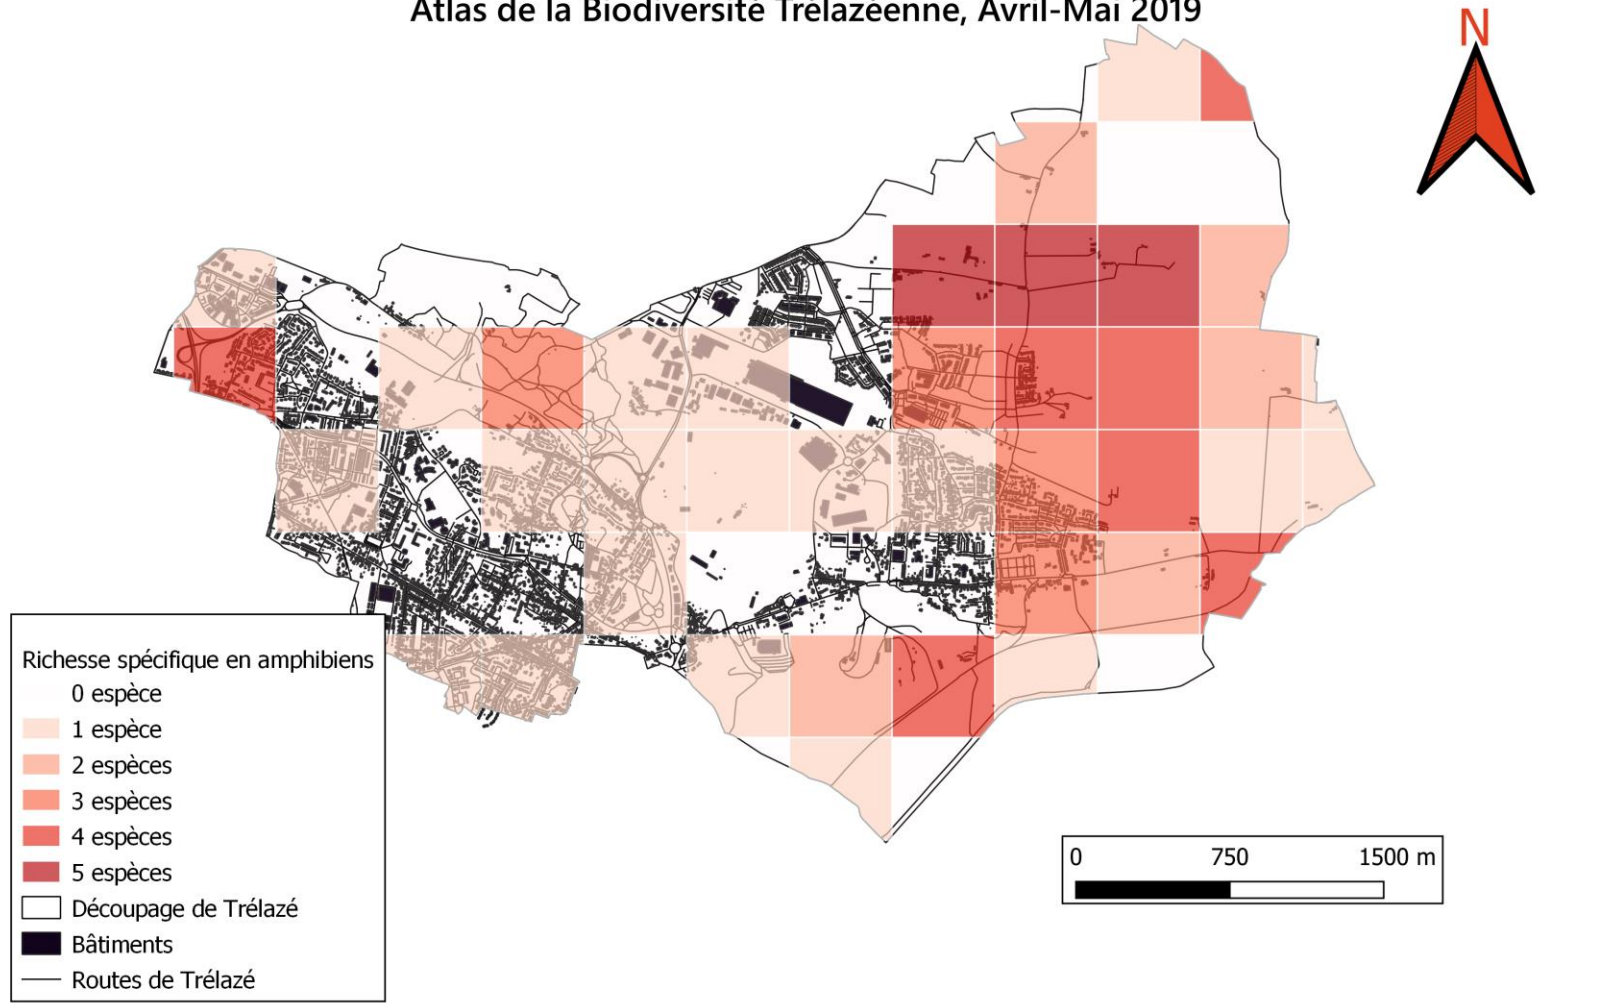 Atlas de la Biodiversité Trélazéenne, Avril-Mai 2019
N
Richesse spécifique en amphibiens
0 espèce
1 espèce
2 espèces
3 espèces
4 espèces
5 espèces
Découpage de Trélazé
Bâtiments
Routes de Trélazé
0 750 1500 m